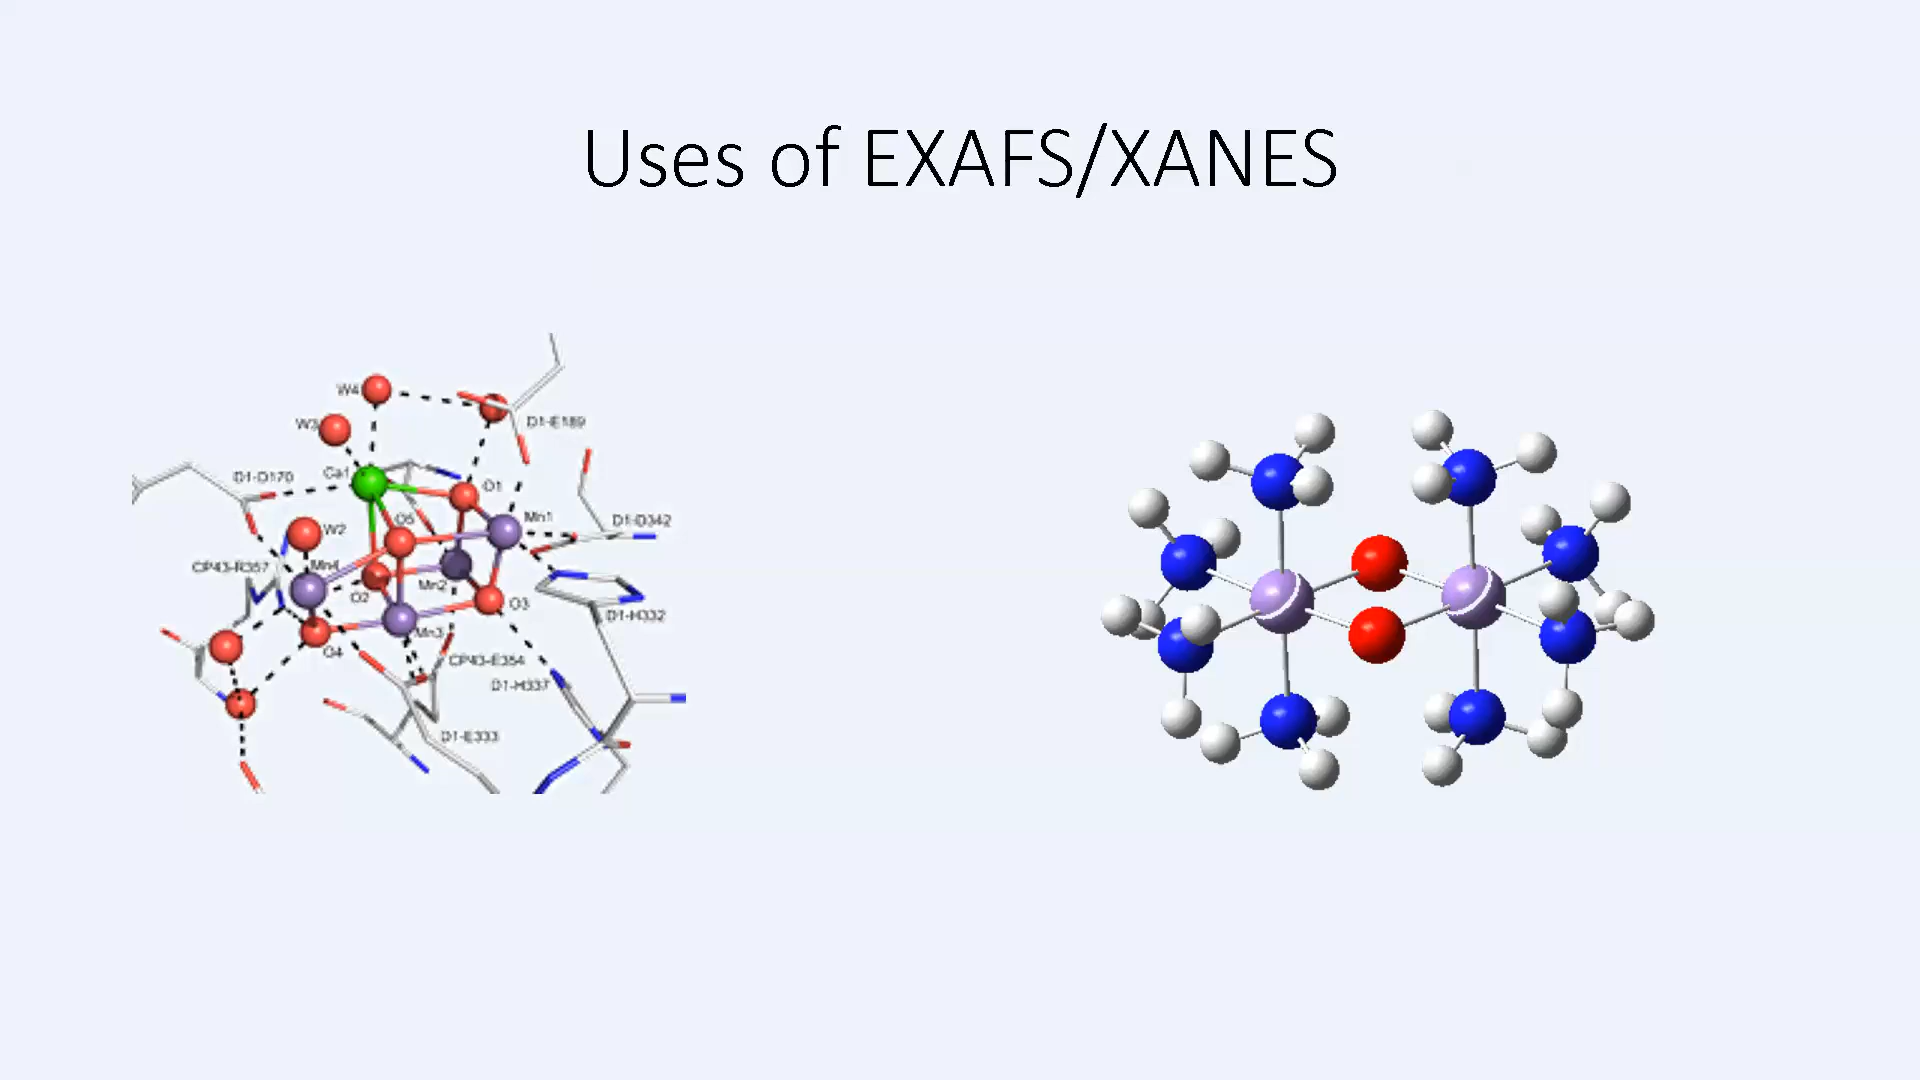 Uses of EXAFS/XANES
W4
W3
D1-E189
D1-D170
Ca1
O1
O5
Mn1
D1-D342
W2
CP43-R357
Mn4
Mn2
O2
O3
D1-H332
Mn3
O4
CP43-E354
D1-H337
D1-E333